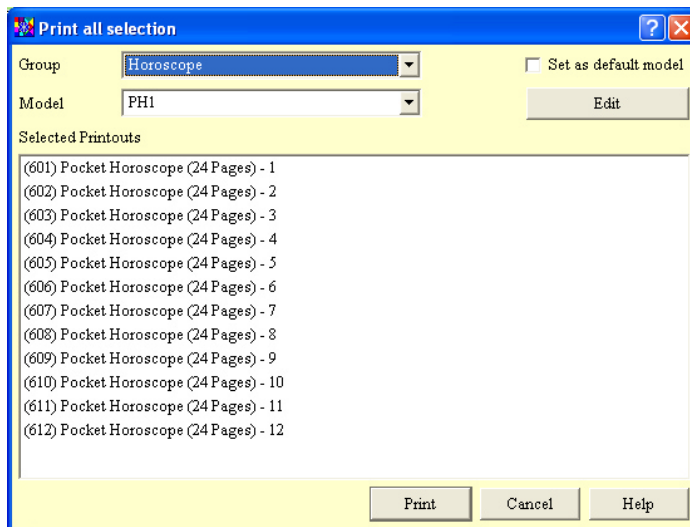 Print all selection
Group Horoscope Set as default model
Model PH1 Edit
Selected Printouts
(601) Pocket Horoscope (24 Pages) - 1
(602) Pocket Horoscope (24 Pages) - 2
(603) Pocket Horoscope (24 Pages) - 3
(604) Pocket Horoscope (24 Pages) - 4
(605) Pocket Horoscope (24 Pages) - 5
(606) Pocket Horoscope (24 Pages) - 6
(607) Pocket Horoscope (24 Pages) - 7
(608) Pocket Horoscope (24 Pages) - 8
(609) Pocket Horoscope (24 Pages) - 9
(610) Pocket Horoscope (24 Pages) - 10
(611) Pocket Horoscope (24 Pages) - 11
(612) Pocket Horoscope (24 Pages) - 12
Print Cancel Help